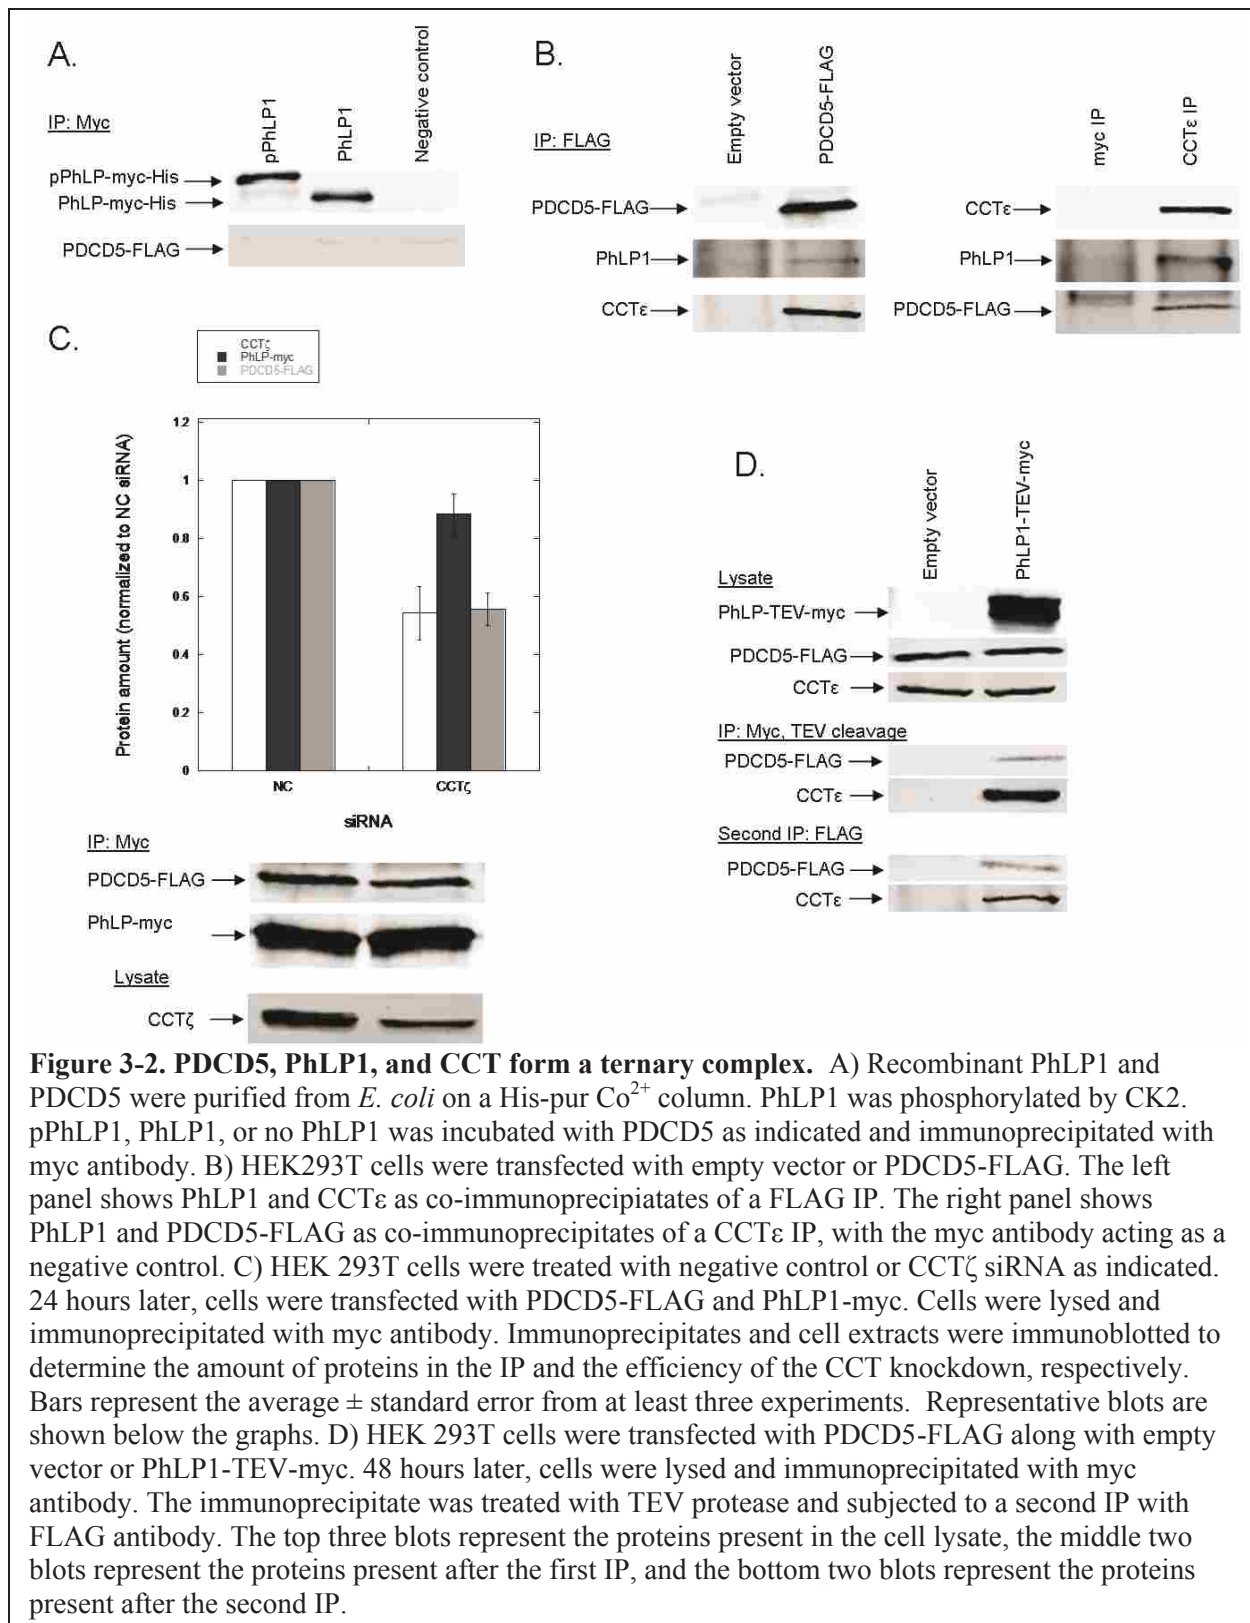 A.
pPhLP1
PhLP1
Negative control
IP: Myc
pPhLP-myc-His
PhLP-myc-His
PDCD5-FLAG
B.
Empty vector
PDCD5-FLAG
IP: FLAG
PDCD5-FLAG
PhLP1
CCTε
myc IP
CCTε IP
CCTε
PhLP1
PDCD5-FLAG
C.
CCTζ
PhLP-myc
PDCD5-FLAG
Protein amount (normalized to NC siRNA)
1.2
1
0.8
0.6
0.4
0.2
0
NC
CCTζ
siRNA
IP: Myc
PDCD5-FLAG
PhLP-myc
Lysate
CCTζ
D.
Empty vector
PhLP1-TEV-myc
Lysate
PhLP-TEV-myc
PDCD5-FLAG
CCTε
IP: Myc, TEV cleavage
PDCD5-FLAG
CCTε
Second IP: FLAG
PDCD5-FLAG
CCTε
Figure 3-2. PDCD5, PhLP1, and CCT form a ternary complex. A) Recombinant PhLP1 and
PDCD5 were purified from E. coli on a His-pur Co2+ column. PhLP1 was phosphorylated by CK2.
pPhLP1, PhLP1, or no PhLP1 was incubated with PDCD5 as indicated and immunoprecipitated with
myc antibody. B) HEK293T cells were transfected with empty vector or PDCD5-FLAG. The left
panel shows PhLP1 and CCTε as co-immunoprecipiatates of a FLAG IP. The right panel shows
PhLP1 and PDCD5-FLAG as co-immunoprecipitates of a CCTε IP, with the myc antibody acting as a
negative control. C) HEK 293T cells were treated with negative control or CCTζ siRNA as indicated.
24 hours later, cells were transfected with PDCD5-FLAG and PhLP1-myc. Cells were lysed and
immunoprecipitated with myc antibody. Immunoprecipitates and cell extracts were immunoblotted to
determine the amount of proteins in the IP and the efficiency of the CCT knockdown, respectively.
Bars represent the average ± standard error from at least three experiments. Representative blots are
shown below the graphs. D) HEK 293T cells were transfected with PDCD5-FLAG along with empty
vector or PhLP1-TEV-myc. 48 hours later, cells were lysed and immunoprecipitated with myc
antibody. The immunoprecipitate was treated with TEV protease and subjected to a second IP with
FLAG antibody. The top three blots represent the proteins present in the cell lysate, the middle two
blots represent the proteins present after the first IP, and the bottom two blots represent the proteins
present after the second IP.